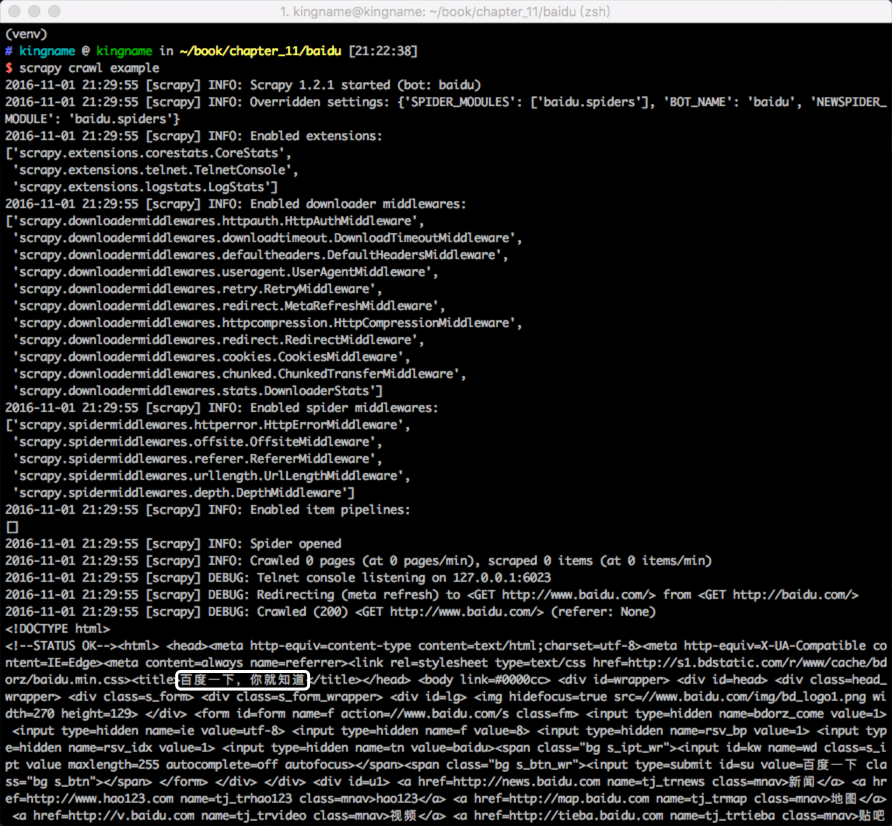 1. kingname@kingname: ~/book/chapter_11/baidu (zsh)
(venv)
# kingname @ kingname in ~/book/chapter_11/baidu [21:22:38]
$ scrapy crawl example
2016-11-01 21:29:55 [scrapy] INFO: Scrapy 1.2.1 started (bot: baidu)
2016-11-01 21:29:55 [scrapy] INFO: Overridden settings: {'SPIDER_MODULES': ['baidu.spiders'], 'BOT_NAME': 'baidu', 'NEWSPIDER_
MODULE': 'baidu.spiders'}
2016-11-01 21:29:55 [scrapy] INFO: Enabled extensions:
['scrapy.extensions.corestats.CoreStats',
 'scrapy.extensions.telnet.TelnetConsole',
 'scrapy.extensions.logstats.LogStats']
2016-11-01 21:29:55 [scrapy] INFO: Enabled downloader middlewares:
['scrapy.downloadermiddlewares.httpauth.HttpAuthMiddleware',
 'scrapy.downloadermiddlewares.downloadtimeout.DownloadTimeoutMiddleware',
 'scrapy.downloadermiddlewares.defaultheaders.DefaultHeadersMiddleware',
 'scrapy.downloadermiddlewares.useragent.UserAgentMiddleware',
 'scrapy.downloadermiddlewares.retry.RetryMiddleware',
 'scrapy.downloadermiddlewares.redirect.MetaRefreshMiddleware',
 'scrapy.downloadermiddlewares.httpcompression.HttpCompressionMiddleware',
 'scrapy.downloadermiddlewares.redirect.RedirectMiddleware',
 'scrapy.downloadermiddlewares.cookies.CookiesMiddleware',
 'scrapy.downloadermiddlewares.chunked.ChunkedTransferMiddleware',
 'scrapy.downloadermiddlewares.stats.DownloaderStats']
2016-11-01 21:29:55 [scrapy] INFO: Enabled spider middlewares:
['scrapy.spidermiddlewares.httperror.HttpErrorMiddleware',
 'scrapy.spidermiddlewares.offsite.OffsiteMiddleware',
 'scrapy.spidermiddlewares.referer.RefererMiddleware',
 'scrapy.spidermiddlewares.urllength.UrlLengthMiddleware',
 'scrapy.spidermiddlewares.depth.DepthMiddleware']
2016-11-01 21:29:55 [scrapy] INFO: Enabled item pipelines:
[]
2016-11-01 21:29:55 [scrapy] INFO: Spider opened
2016-11-01 21:29:55 [scrapy] INFO: Crawled 0 pages (at 0 pages/min), scraped 0 items (at 0 items/min)
2016-11-01 21:29:55 [scrapy] DEBUG: Telnet console listening on 127.0.0.1:6023
2016-11-01 21:29:55 [scrapy] DEBUG: Redirecting (meta refresh) to <GET http://www.baidu.com/> from <GET http://baidu.com/>
2016-11-01 21:29:55 [scrapy] DEBUG: Crawled (200) <GET http://www.baidu.com/> (referer: None)
<!DOCTYPE html>
<!--STATUS OK--><html> <head><meta http-equiv=content-type content=text/html;charset=utf-8><meta http-equiv=X-UA-Compatible co
ntent=IE=Edge><meta content=always name=referrer><link rel=stylesheet type=text/css href=http://s1.bdstatic.com/r/www/cache/bd
orz/baidu.min.css><title>百度一下，你就知道</title></head> <body link=#0000cc> <div id=wrapper> <div id=head> <div class=head_
wrapper> <div class=s_form> <div class=s_form_wrapper> <div id=lg> <img hidefocus=true src=//www.baidu.com/img/bd_logo1.png wi
dth=270 height=129> </div> <form id=form name=f action=//www.baidu.com/s class=fm> <input type=hidden name=bdorz_come value=1>
 <input type=hidden name=ie value=utf-8> <input type=hidden name=f value=8> <input type=hidden name=rsv_bp value=1> <input typ
e=hidden name=rsv_idx value=1> <input type=hidden name=tn value=baidu><span class="bg s_ipt_wr"><input id=kw name=wd class=s_i
pt value maxlength=255 autocomplete=off autofocus></span><span class="bg s_btn_wr"><input type=submit id=su value=百度一下 clas
s="bg s_btn"></span> </form> </div> </div> <div id=u1> <a href=http://news.baidu.com name=tj_trnews class=mnav>新闻</a> <a hr
ef=http://www.hao123.com name=tj_trhao123 class=mnav>hao123</a> <a href=http://map.baidu.com name=tj_trmap class=mnav>地图</a>
 <a href=http://v.baidu.com name=tj_trvideo class=mnav>视频</a> <a href=http://tieba.baidu.com name=tj_trtieba class=mnav>贴吧